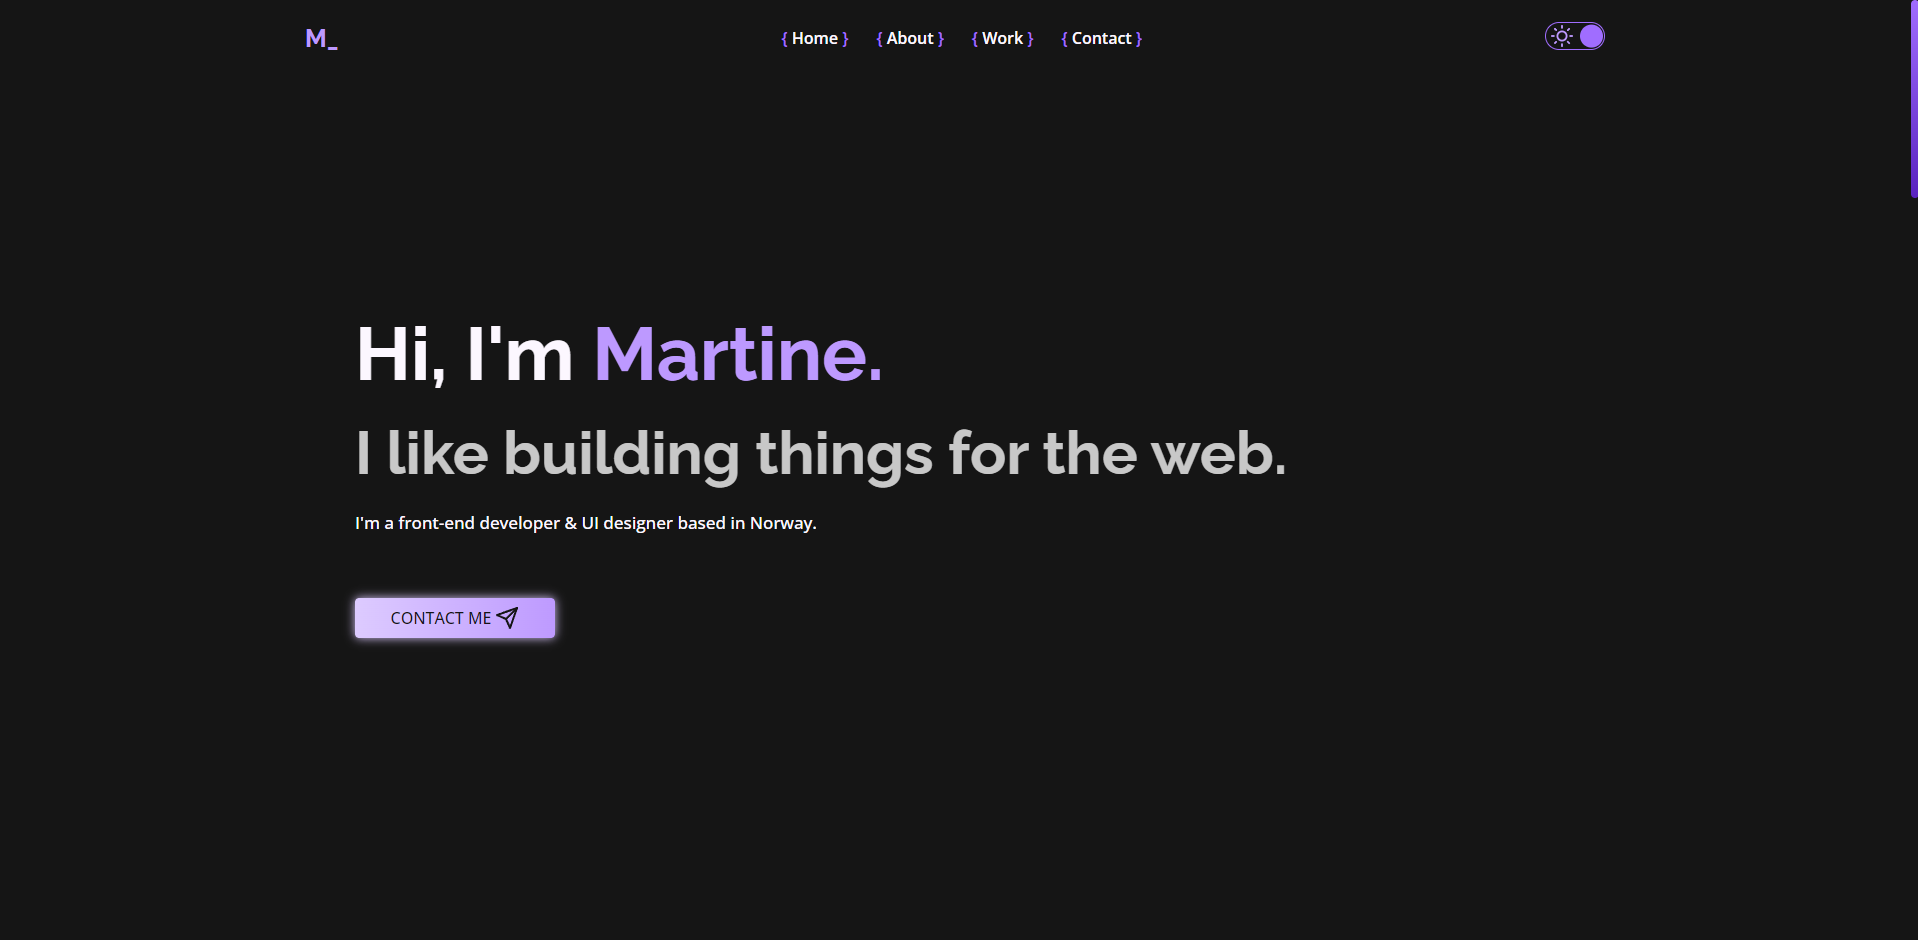 M_
{ Home } { About } { Work } { Contact }
Hi, I'm Martine.
I like building things for the web.
I'm a front-end developer & UI designer based in Norway.
CONTACT ME